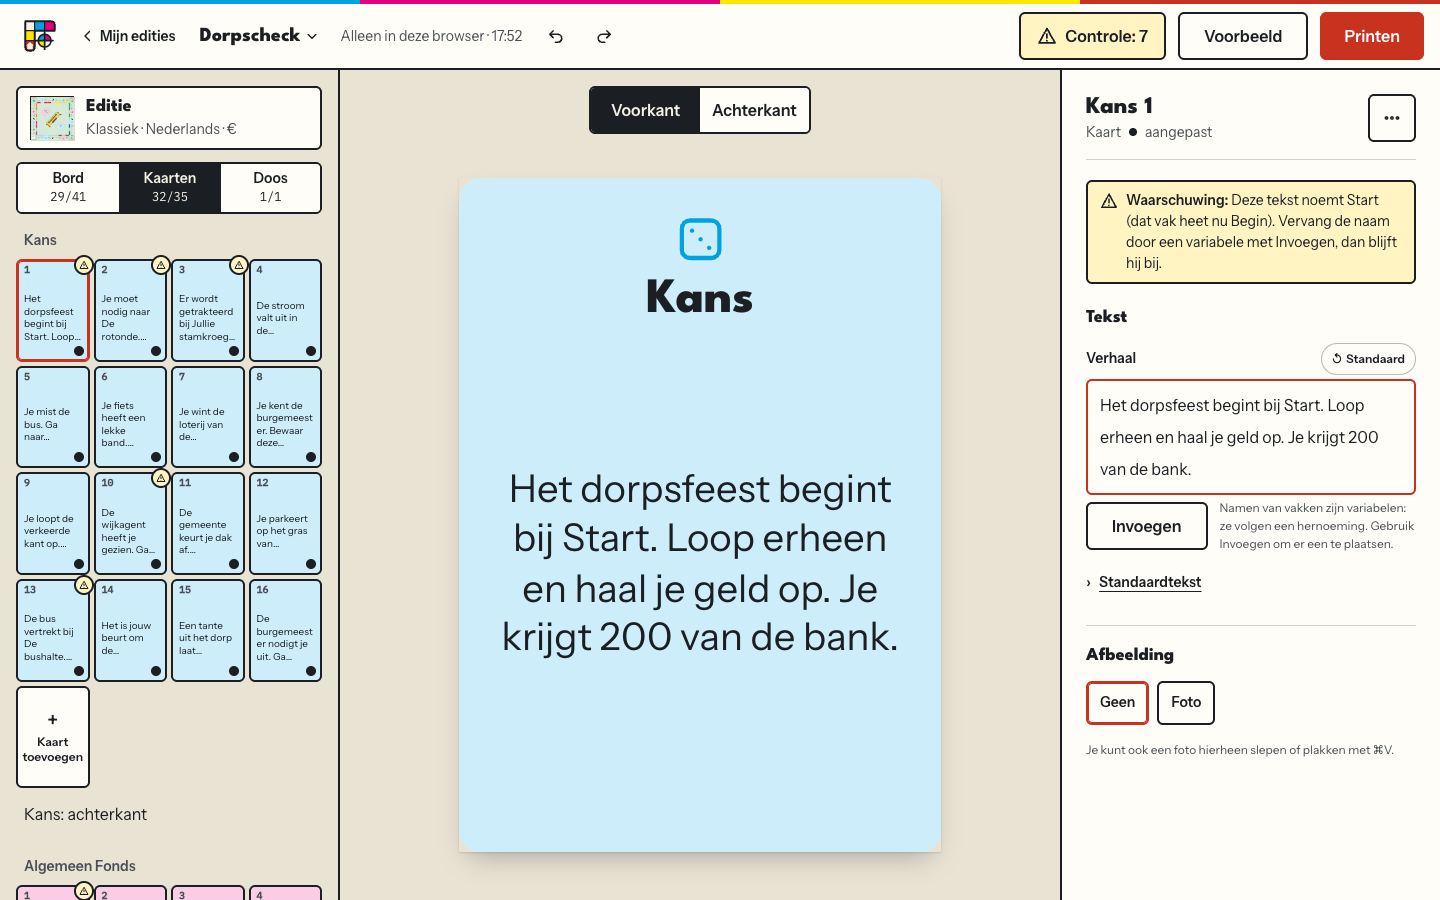 Mijn edities
Dorpscheck
Alleen in deze browser · 17:52
Controle: 7
Voorbeeld
Printen
Editie
Klassiek · Nederlands · €
Bord
29/41
Kaarten
32/35
Doos
1/1
Kans
1
Het
dorpsfeest
begint bij
Start. Loop...
2
Je moet
nodig naar
De
rotonde....
3
Er wordt
getrakteerd
bij Jullie
stamkroeg...
4
De stroom
valt uit in
de...
5
Je mist de
bus. Ga
naar...
6
Je fiets
heeft een
lekke
band....
7
Je wint de
loterij van
de...
8
Je kent de
burgemeest
er. Bewaar
deze...
9
Je loopt de
verkeerde
kant op....
10
De
wijkagent
heeft je
gezien. Ga...
11
De
gemeente
keurt je dak
af....
12
Je parkeert
op het gras
van...
13
De bus
vertrekt bij
De
bushalte....
14
Het is jouw
beurt om
de...
15
Een tante
uit het dorp
laat...
16
De
burgemeest
er nodigt je
uit. Ga...
+
Kaart
toevoegen
Kans: achterkant
Algemeen Fonds
1
2
3
4
Voorkant
Achterkant
Kans
Het dorpsfeest begint
bij Start. Loop erheen
en haal je geld op. Je
krijgt 200 van de bank.
Kans 1
Kaart ● aangepast
Waarschuwing: Deze tekst noemt Start
(dat vak heet nu Begin). Vervang de naam
door een variabele met Invoegen, dan blijft
hij bij.
Tekst
Verhaal
Standaard
Het dorpsfeest begint bij Start. Loop
erheen en haal je geld op. Je krijgt 200
van de bank.
Invoegen
Namen van vakken zijn variabelen:
ze volgen een hernoeming. Gebruik
Invoegen om er een te plaatsen.
› Standaardtekst
Afbeelding
Geen
Foto
Je kunt ook een foto hierheen slepen of plakken met ⌘V.